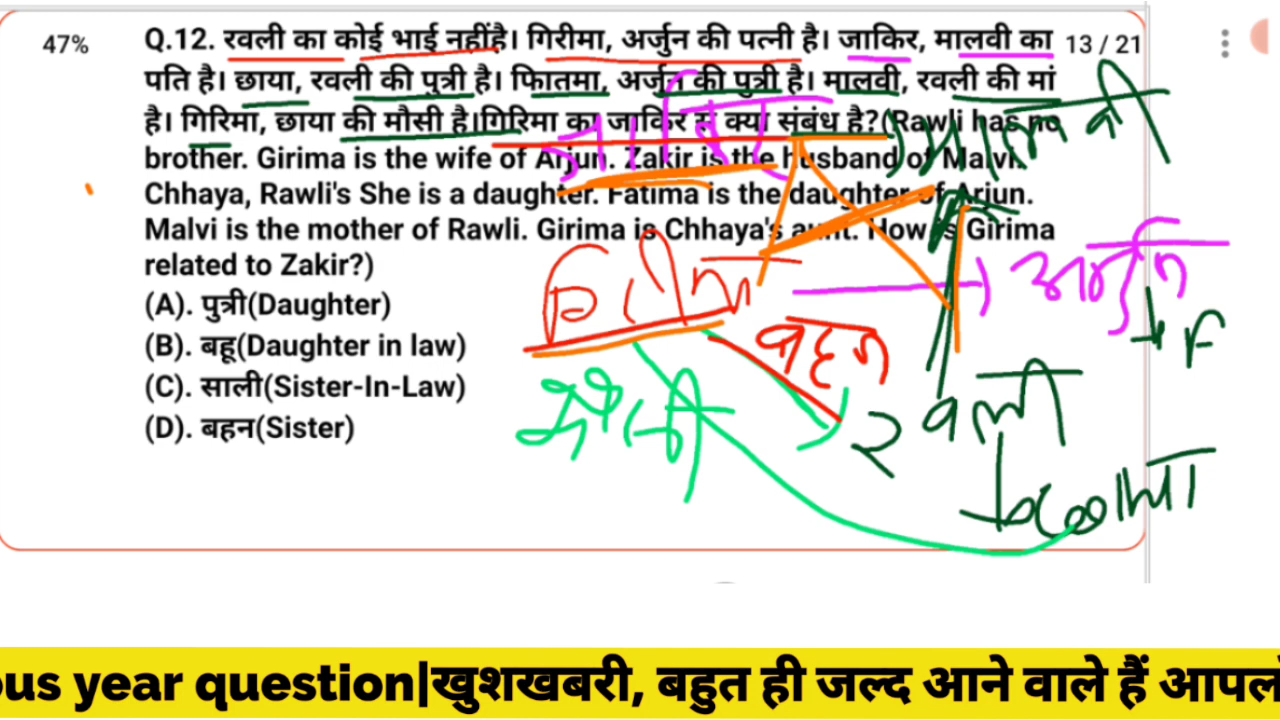 47%
Q.12. रवली का कोई भाई नहींहै। गिरीमा, अर्जुन की पत्नी है। जाकिर, मालवी का 13 / 21
पति है। छाया, रवली की पुत्री है। फातिमा, अर्जुन की पुत्री है। मालवी, रवली की मां
है। गिरिमा, छाया की मौसी है।गिरिमा का जाकिर से क्या संबंध है?(Rawli has no
brother. Girima is the wife of Arjun. Zakir is the husband of Malvi.
Chhaya, Rawli's She is a daughter. Fatima is the daughter of Arjun.
Malvi is the mother of Rawli. Girima is Chhaya's aunt. How is Girima
related to Zakir?)
(A). पुत्री(Daughter)
(B). बहू(Daughter in law)
(C). साली(Sister-In-Law)
(D). बहन(Sister)
जाकिर
मालवी
गिरीमा
अर्जुन
F
बहन
मौसी
रवली
छाया
ous year question|खुशखबरी, बहुत ही जल्द आने वाले हैं आपले